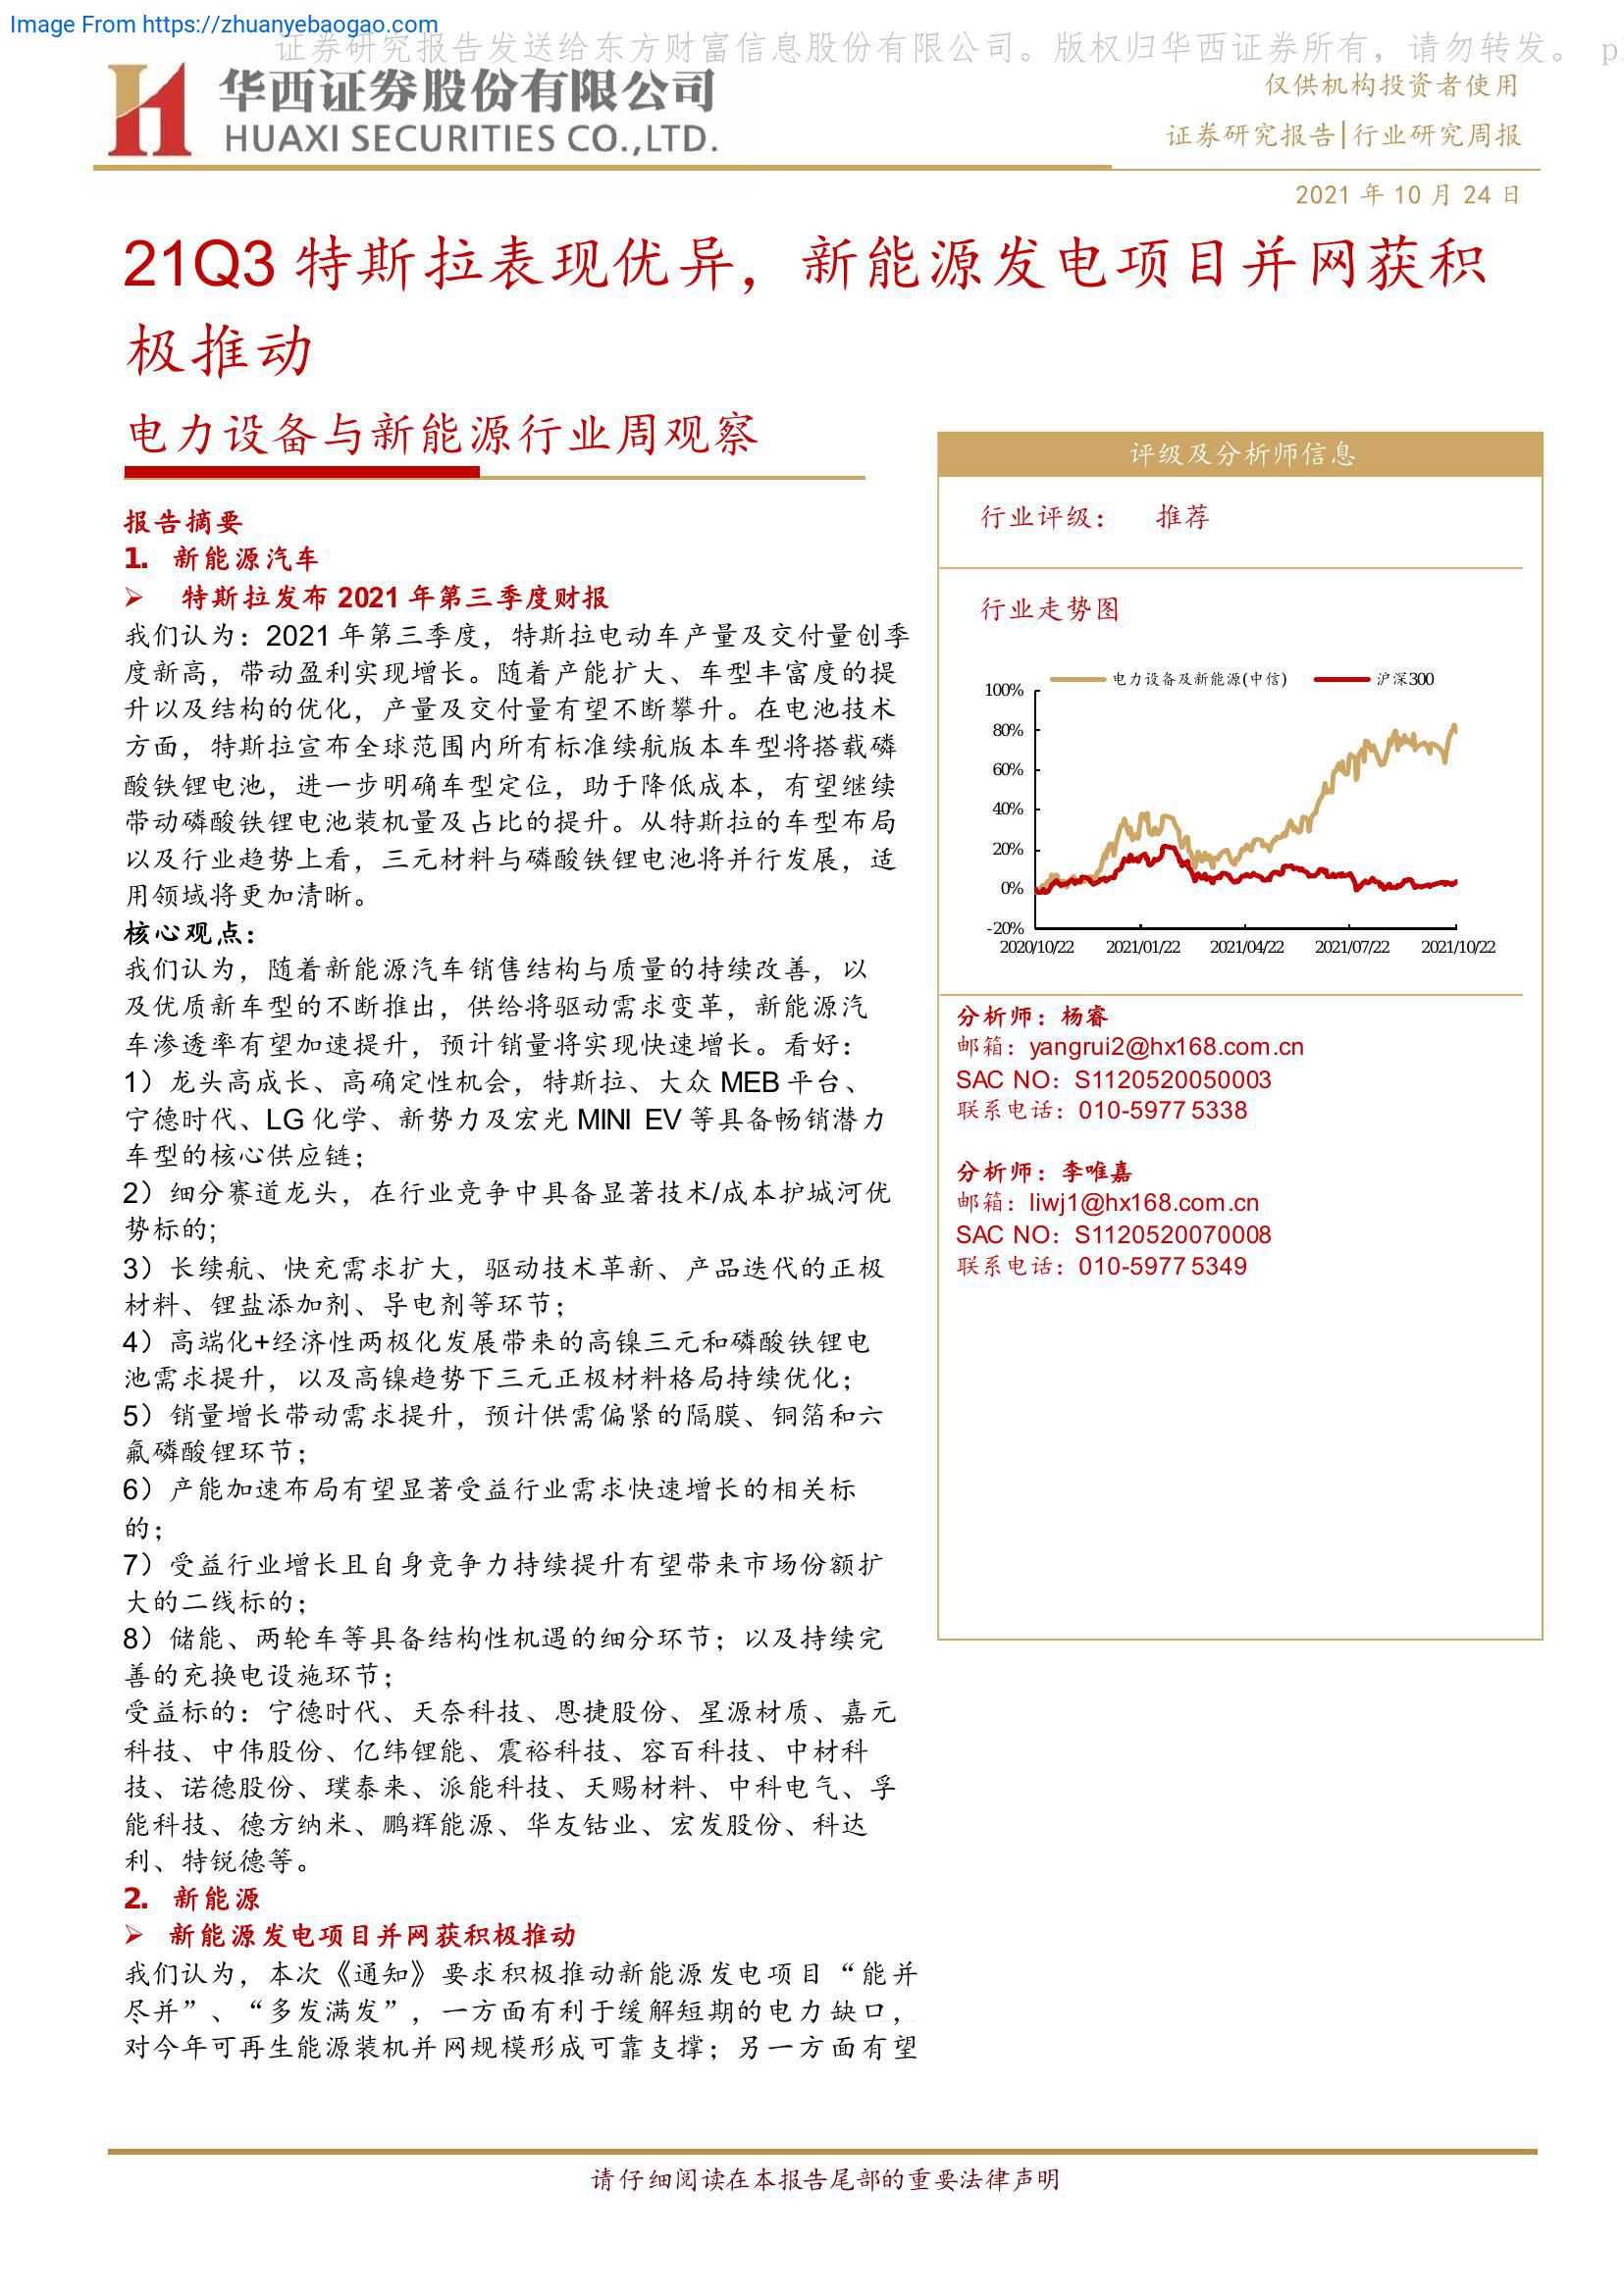 Image From https://zhuanyebaogao.com
证券研究报告发送给东方财富信息股份有限公司。版权归华西证券所有，请勿转发。 p
华西证券股份有限公司
HUAXI SECURITIES CO.,LTD.
仅供机构投资者使用
证券研究报告|行业研究周报
2021 年 10 月 24 日
21Q3 特斯拉表现优异，新能源发电项目并网获积
极推动
电力设备与新能源行业周观察
报告摘要
1. 新能源汽车
➢ 特斯拉发布 2021 年第三季度财报
我们认为：2021 年第三季度，特斯拉电动车产量及交付量创季
度新高，带动盈利实现增长。随着产能扩大、车型丰富度的提
升以及结构的优化，产量及交付量有望不断攀升。在电池技术
方面，特斯拉宣布全球范围内所有标准续航版本车型将搭载磷
酸铁锂电池，进一步明确车型定位，助于降低成本，有望继续
带动磷酸铁锂电池装机量及占比的提升。从特斯拉的车型布局
以及行业趋势上看，三元材料与磷酸铁锂电池将并行发展，适
用领域将更加清晰。
核心观点：
我们认为，随着新能源汽车销售结构与质量的持续改善，以
及优质新车型的不断推出，供给将驱动需求变革，新能源汽
车渗透率有望加速提升，预计销量将实现快速增长。看好：
1）龙头高成长、高确定性机会，特斯拉、大众 MEB 平台、
宁德时代、LG 化学、新势力及宏光 MINI EV 等具备畅销潜力
车型的核心供应链；
2）细分赛道龙头，在行业竞争中具备显著技术/成本护城河优
势标的;
3）长续航、快充需求扩大，驱动技术革新、产品迭代的正极
材料、锂盐添加剂、导电剂等环节；
4）高端化+经济性两极化发展带来的高镍三元和磷酸铁锂电
池需求提升，以及高镍趋势下三元正极材料格局持续优化；
5）销量增长带动需求提升，预计供需偏紧的隔膜、铜箔和六
氟磷酸锂环节；
6）产能加速布局有望显著受益行业需求快速增长的相关标
的；
7）受益行业增长且自身竞争力持续提升有望带来市场份额扩
大的二线标的；
8）储能、两轮车等具备结构性机遇的细分环节；以及持续完
善的充换电设施环节；
受益标的：宁德时代、天奈科技、恩捷股份、星源材质、嘉元
科技、中伟股份、亿纬锂能、震裕科技、容百科技、中材科
技、诺德股份、璞泰来、派能科技、天赐材料、中科电气、孚
能科技、德方纳米、鹏辉能源、华友钴业、宏发股份、科达
利、特锐德等。
2. 新能源
➢ 新能源发电项目并网获积极推动
我们认为，本次《通知》要求积极推动新能源发电项目“能并
尽并”、“多发满发”，一方面有利于缓解短期的电力缺口，
对今年可再生能源装机并网规模形成可靠支撑；另一方面有望
评级及分析师信息
行业评级： 推荐
行业走势图
电力设备及新能源(中信) 沪深300
100%
80%
60%
40%
20%
0%
-20%
2020/10/22 2021/01/22 2021/04/22 2021/07/22 2021/10/22
分析师：杨睿
邮箱：yangrui2@hx168.com.cn
SAC NO：S1120520050003
联系电话：010-5977 5338
分析师：李唯嘉
邮箱：liwj1@hx168.com.cn
SAC NO：S1120520070008
联系电话：010-5977 5349
请仔细阅读在本报告尾部的重要法律声明